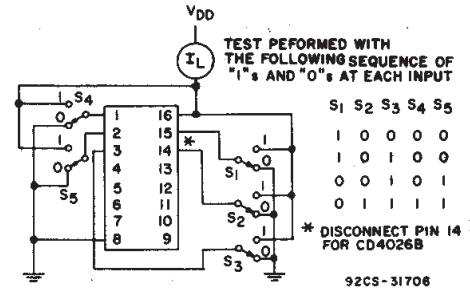 VDD
IL
TEST PEFORMED WITH
THE FOLLOWING SEQUENCE OF
"1"s AND "0"s AT EACH INPUT
S1 S2 S3 S4 S5
1 0 0 0 0
1 0 1 0 0
0 0 1 1 0
0 1 1 1 1
* DISCONNECT PIN 14
FOR CD4026B
92CS-31706
1 S4
0
1
0
S5
1 16
2 15
3 14 *
4 13
5 12
6 11
7 10
8 9
1
S1 0
1
S2 0
1
S3 0